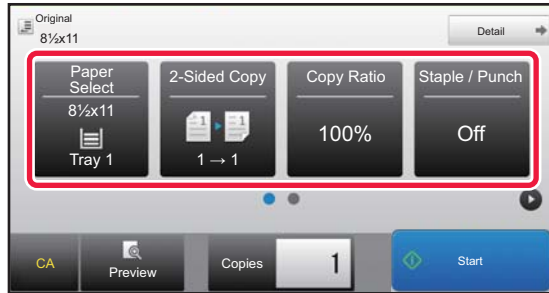 Original
8½x11
Detail
Paper
Select
8½x11
Tray 1
2-Sided Copy
1 → 1
Copy Ratio
100%
Staple / Punch
Off
CA
Preview
Copies
1
Start